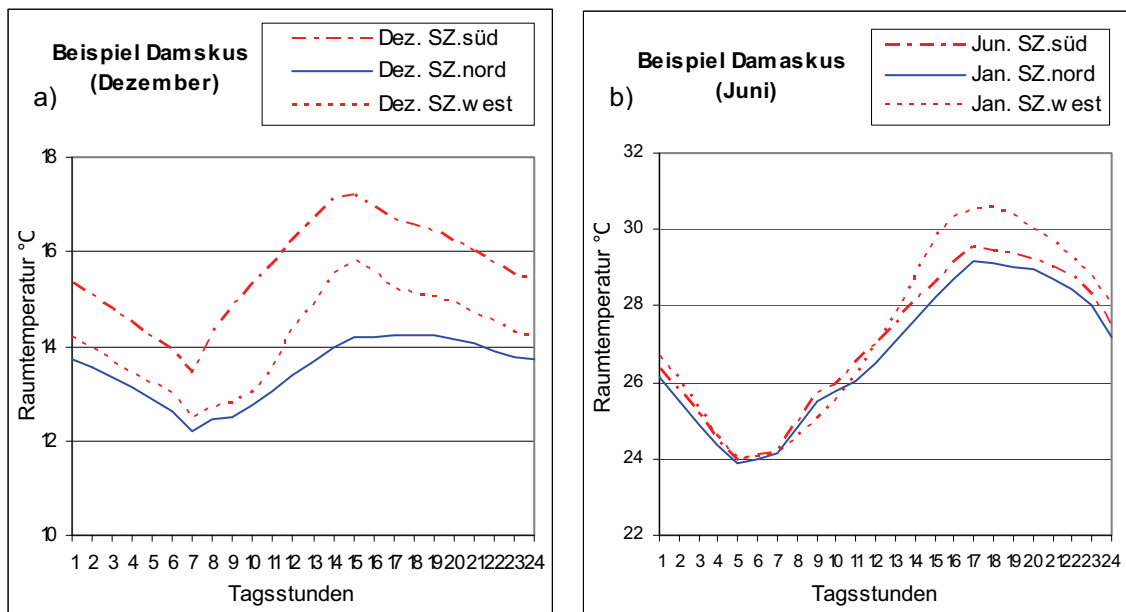 Beispiel Damskus
(Dezember)
a)
Dez. SZ.süd
Dez. SZ.nord
Dez. SZ.west
Raumtemperatur °C
18
16
14
12
10
1 2 3 4 5 6 7 8 9 10 11 12 13 14 15 16 17 18 19 20 21 22 23 24
Tagsstunden
Beispiel Damaskus
(Juni)
b)
Jun. SZ.süd
Jan. SZ.nord
Jan. SZ.west
Raumtemperatur °C
32
30
28
26
24
22
1 2 3 4 5 6 7 8 9 10 11 12 13 14 15 16 17 18 19 20 21 22 23 24
Tagsstunden